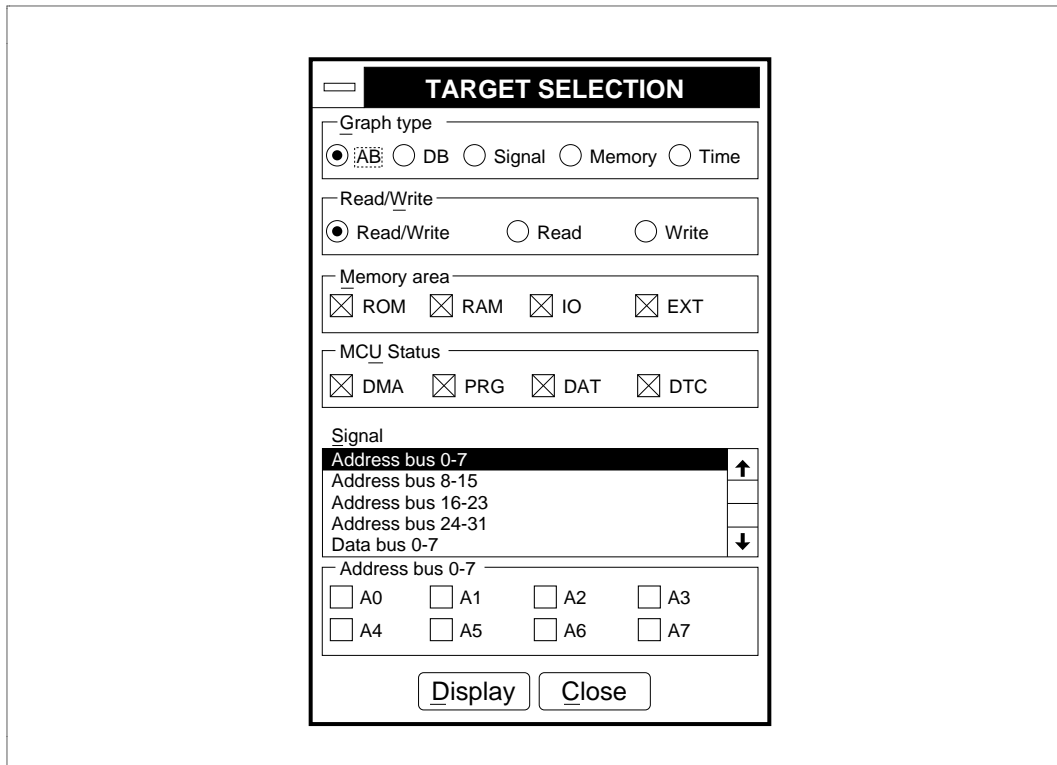 TARGET SELECTION
Graph type
AB DB Signal Memory Time
Read/Write
Read/Write Read Write
Memory area
ROM RAM IO EXT
MCU Status
DMA PRG DAT DTC
Signal
Address bus 0-7
Address bus 8-15
Address bus 16-23
Address bus 24-31
Data bus 0-7
Address bus 0-7
A0 A1 A2 A3
A4 A5 A6 A7
Display Close